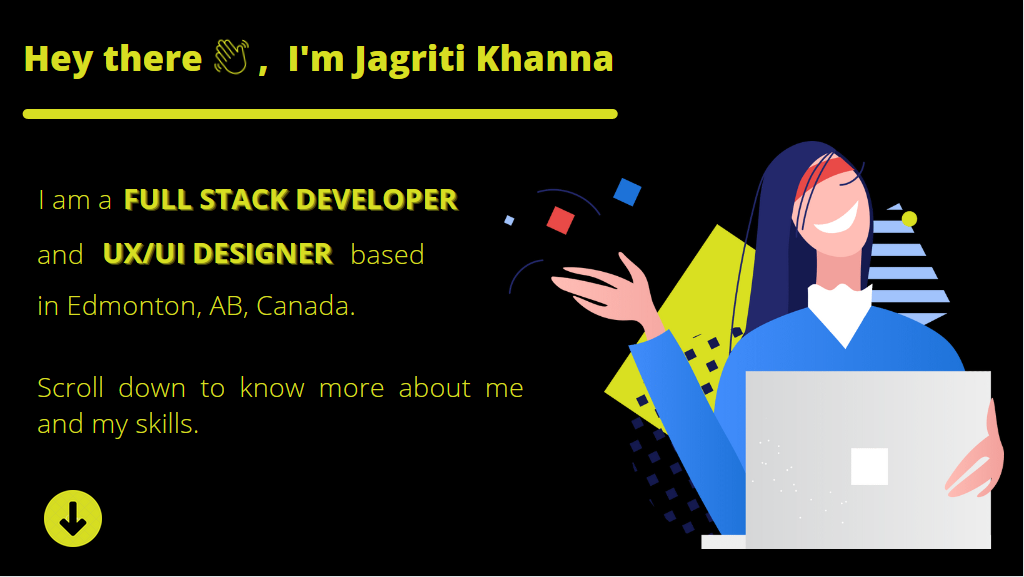 Hey there 👋 , I'm Jagriti Khanna
I am a FULL STACK DEVELOPER
and UX/UI DESIGNER based
in Edmonton, AB, Canada.
Scroll down to know more about me
and my skills.